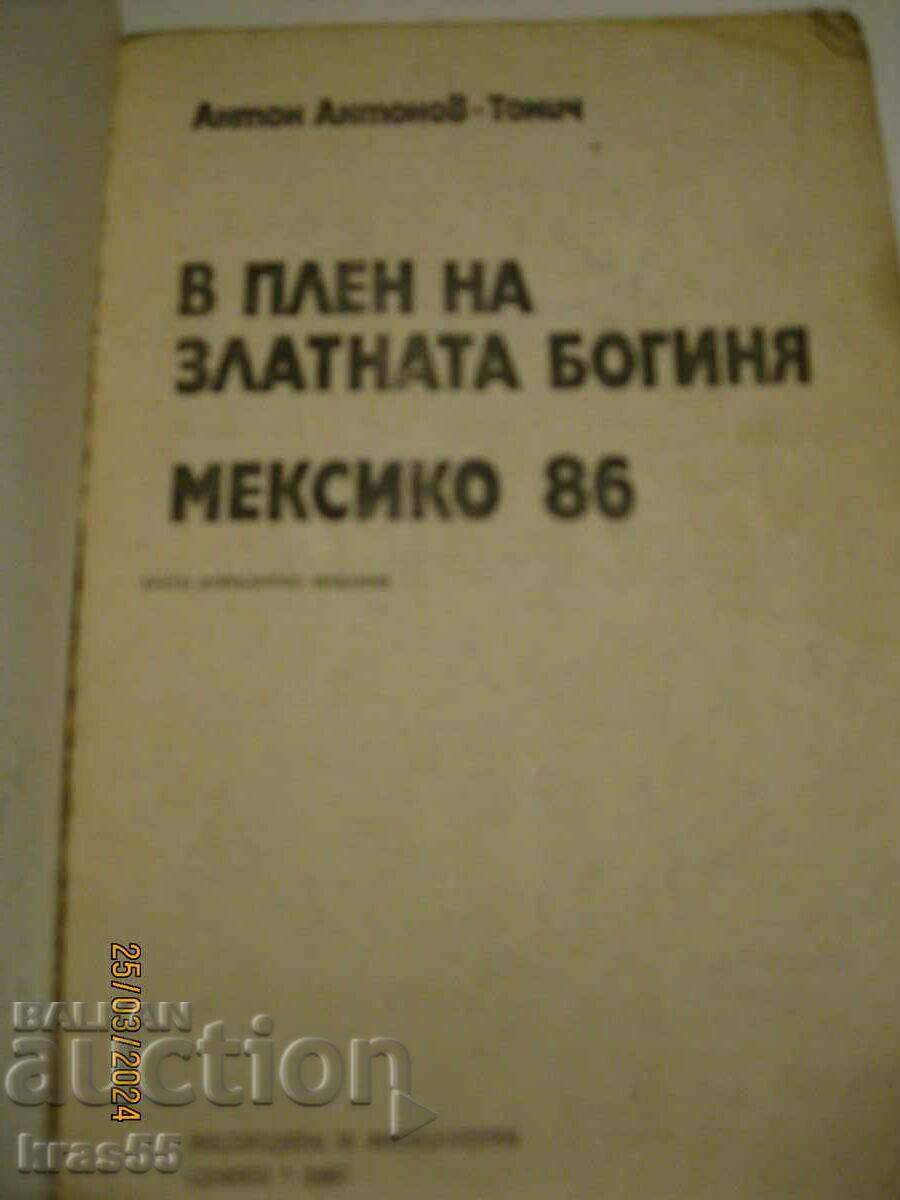 Антон Антонов - Томич
В ПЛЕН НА
ЗЛАТНАТА БОГИНЯ
МЕКСИКО 86
25/03/2024
BALKAN
auction
kras55